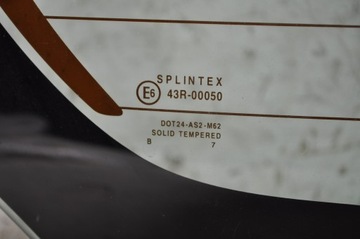 SPLINTEX
E6 43R-00050
DOT24-AS2-M62
SOLID TEMPERED
B 7